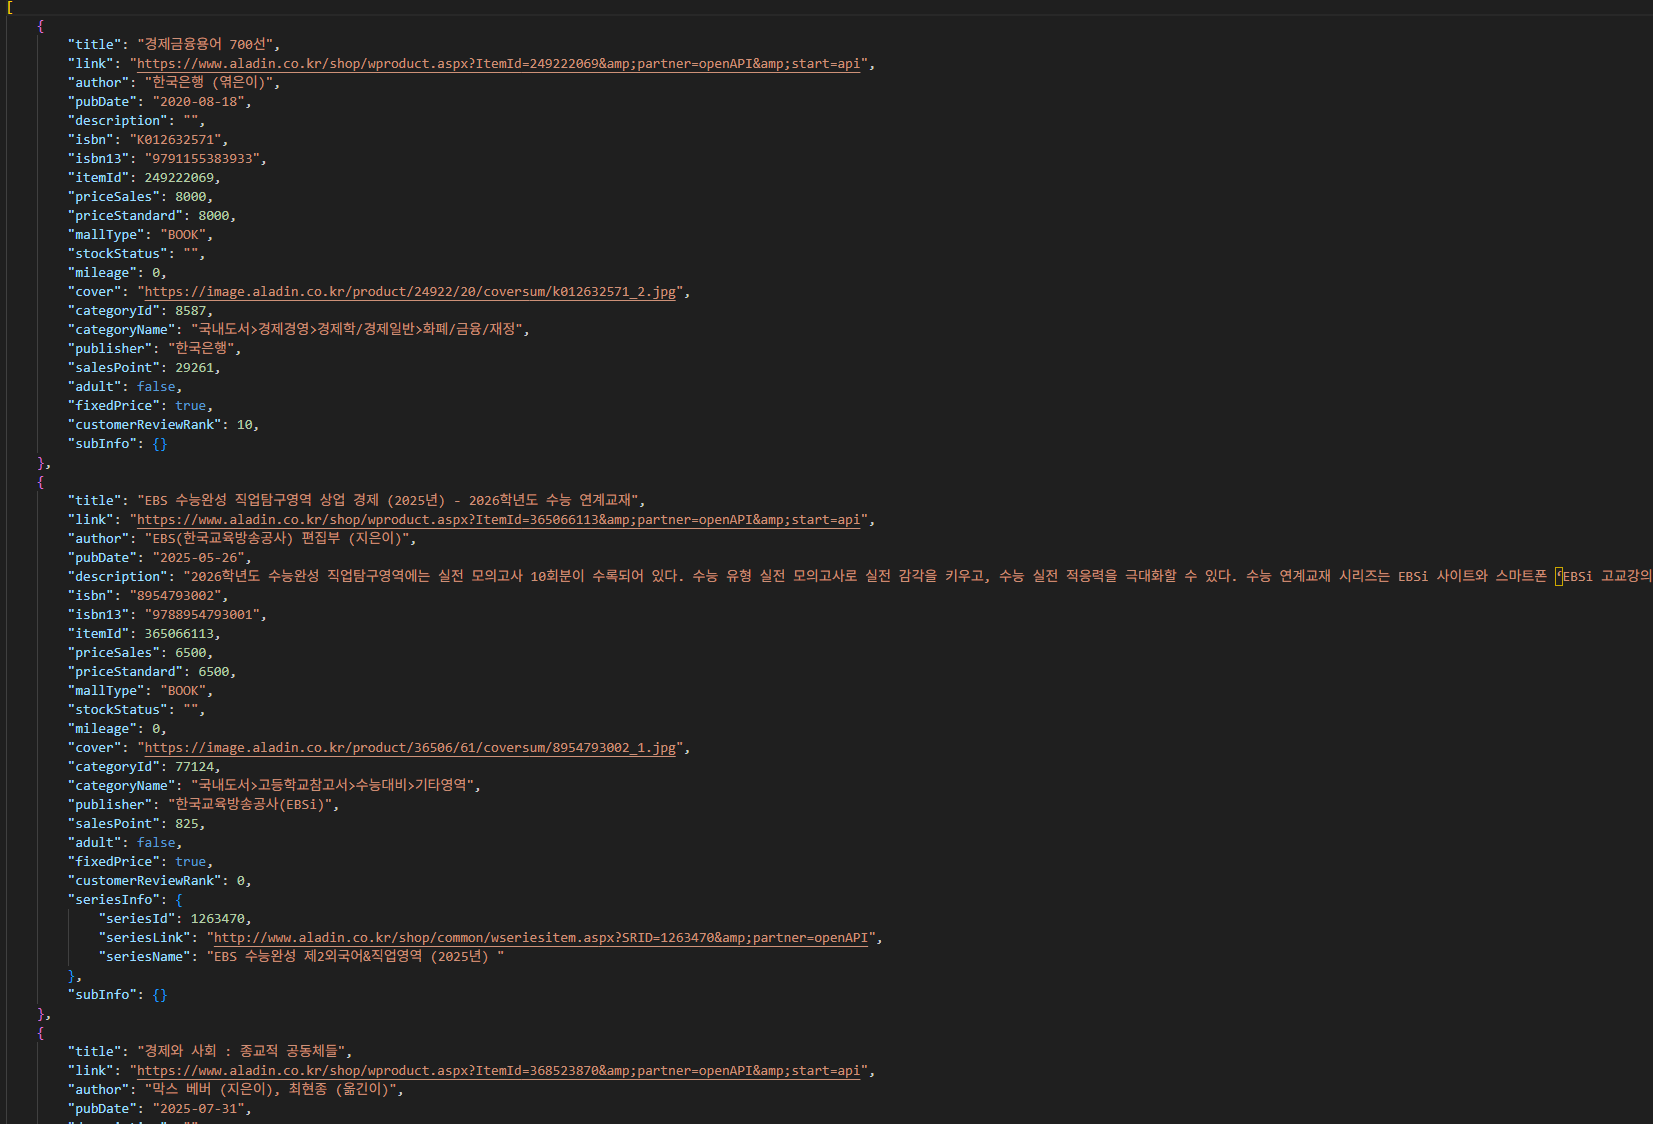 [
{
"title": "경제금융용어 700선",
"link": "https://www.aladin.co.kr/shop/wproduct.aspx?ItemId=249222069&amp;partner=openAPI&amp;start=api",
"author": "한국은행 (엮은이)",
"pubDate": "2020-08-18",
"description": "",
"isbn": "K012632571",
"isbn13": "9791155383933",
"itemId": 249222069,
"priceSales": 8000,
"priceStandard": 8000,
"mallType": "BOOK",
"stockStatus": "",
"mileage": 0,
"cover": "https://image.aladin.co.kr/product/24922/20/coversum/k012632571_2.jpg",
"categoryId": 8587,
"categoryName": "국내도서>경제경영>경제학/경제일반>화폐/금융/재정",
"publisher": "한국은행",
"salesPoint": 29261,
"adult": false,
"fixedPrice": true,
"customerReviewRank": 10,
"subInfo": {}
},
{
"title": "EBS 수능완성 직업탐구영역 상업 경제 (2025년) - 2026학년도 수능 연계교재",
"link": "https://www.aladin.co.kr/shop/wproduct.aspx?ItemId=365066113&amp;partner=openAPI&amp;start=api",
"author": "EBS(한국교육방송공사) 편집부 (지은이)",
"pubDate": "2025-05-26",
"description": "2026학년도 수능완성 직업탐구영역에는 실전 모의고사 10회분이 수록되어 있다. 수능 유형 실전 모의고사로 실전 감각을 키우고, 수능 실전 적응력을 극대화할 수 있다. 수능 연계교재 시리즈는 EBSi 사이트와 스마트폰 ‘EBSi 고교강의
"isbn": "8954793002",
"isbn13": "9788954793001",
"itemId": 365066113,
"priceSales": 6500,
"priceStandard": 6500,
"mallType": "BOOK",
"stockStatus": "",
"mileage": 0,
"cover": "https://image.aladin.co.kr/product/36506/61/coversum/8954793002_1.jpg",
"categoryId": 77124,
"categoryName": "국내도서>고등학교참고서>수능대비>기타영역",
"publisher": "한국교육방송공사(EBSi)",
"salesPoint": 825,
"adult": false,
"fixedPrice": true,
"customerReviewRank": 0,
"seriesInfo": {
"seriesId": 1263470,
"seriesLink": "http://www.aladin.co.kr/shop/common/wseriesitem.aspx?SRID=1263470&amp;partner=openAPI",
"seriesName": "EBS 수능완성 제2외국어&직업영역 (2025년) "
},
"subInfo": {}
},
{
"title": "경제와 사회 : 종교적 공동체들",
"link": "https://www.aladin.co.kr/shop/wproduct.aspx?ItemId=368523870&amp;partner=openAPI&amp;start=api",
"author": "막스 베버 (지은이), 최현종 (옮긴이)",
"pubDate": "2025-07-31",